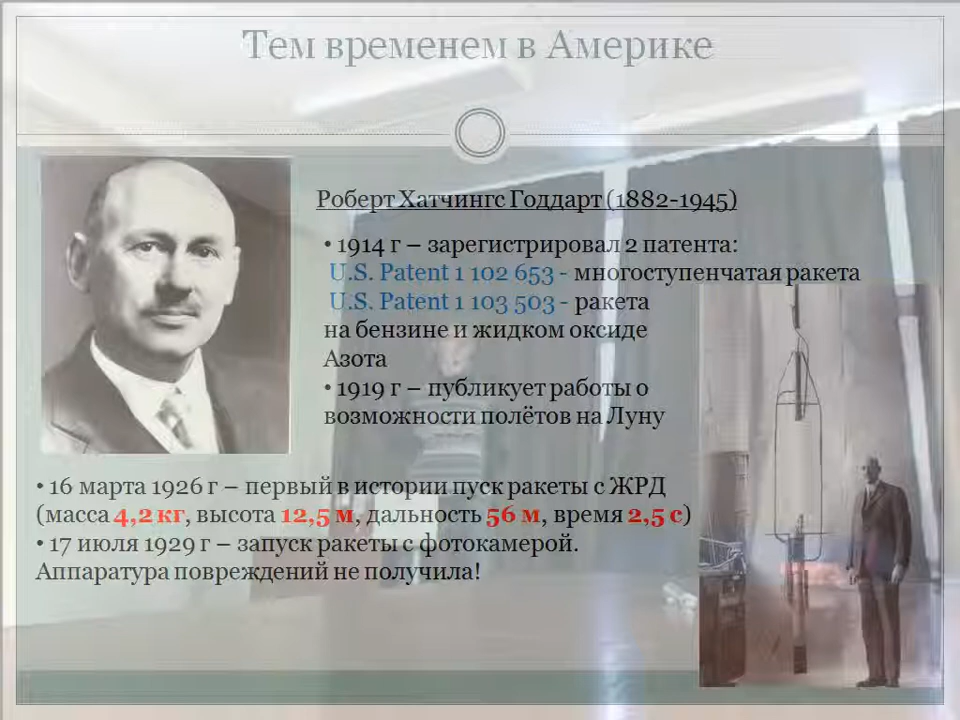 Тем временем в Америке
Роберт Хатчингс Годдарт (1882-1945)
• 1914 г – зарегистрировал 2 патента:
U.S. Patent 1 102 653 - многоступенчатая ракета
U.S. Patent 1 103 503 - ракета
на бензине и жидком оксиде
Азота
• 1919 г – публикует работы о
возможности полётов на Луну
• 16 марта 1926 г – первый в истории пуск ракеты с ЖРД
(масса 4,2 кг, высота 12,5 м, дальность 56 м, время 2,5 с)
• 17 июля 1929 г – запуск ракеты с фотокамерой.
Аппаратура повреждений не получила!